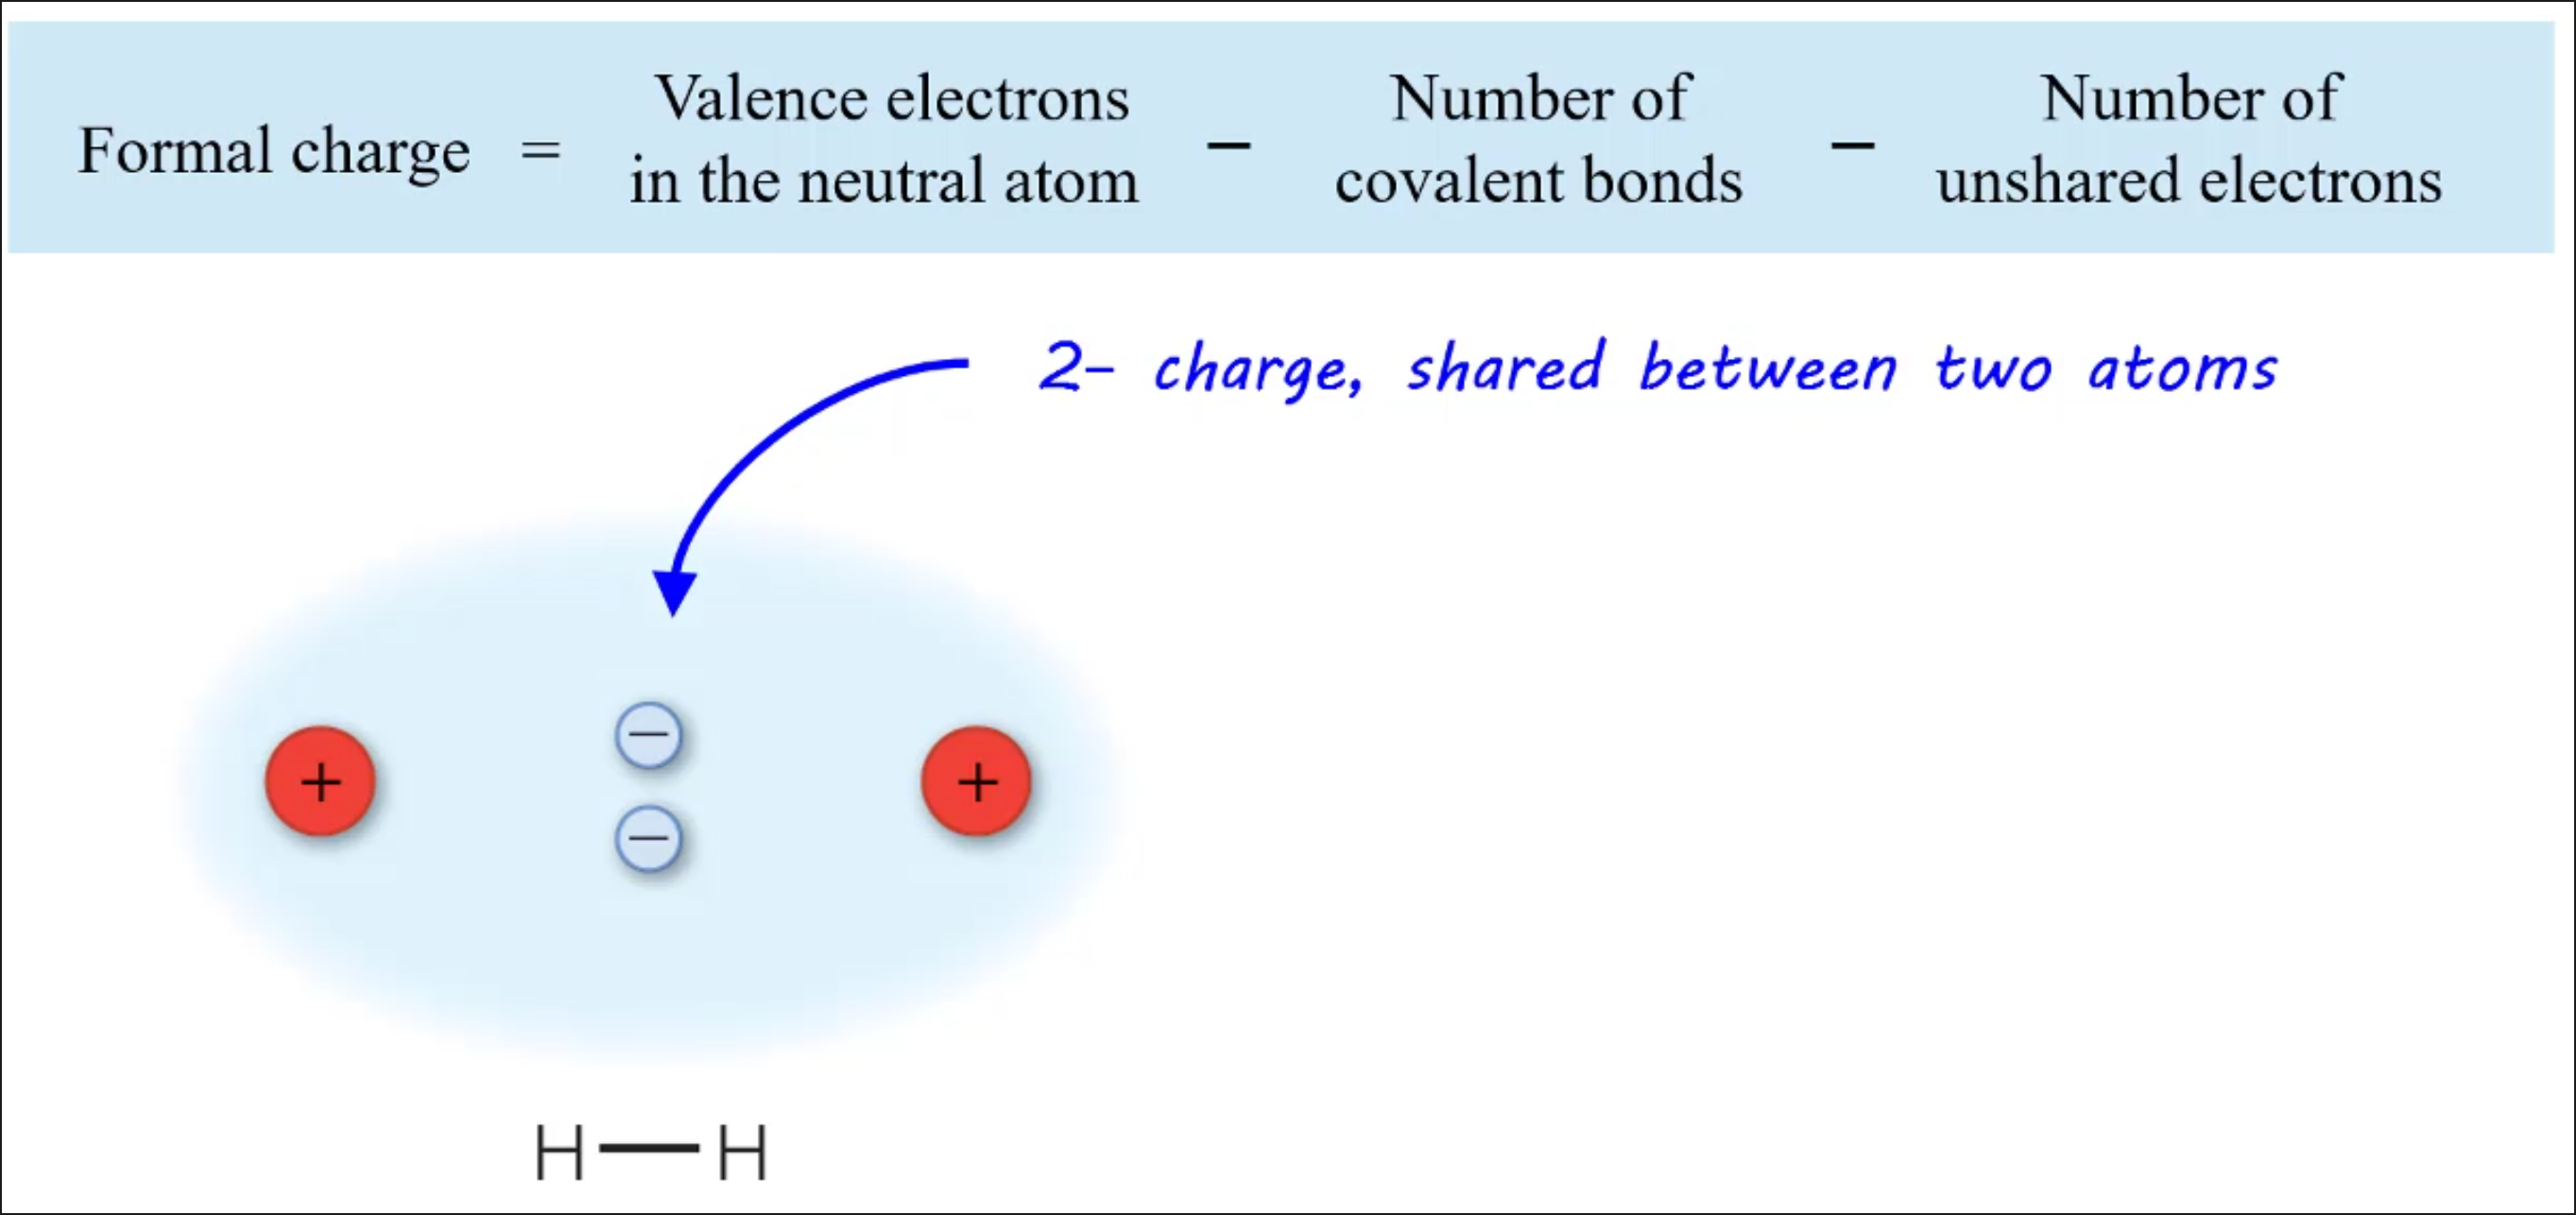 Formal charge = Valence electrons in the neutral atom − Number of covalent bonds − Number of unshared electrons
2− charge, shared between two atoms
−
+ +
−
H—H